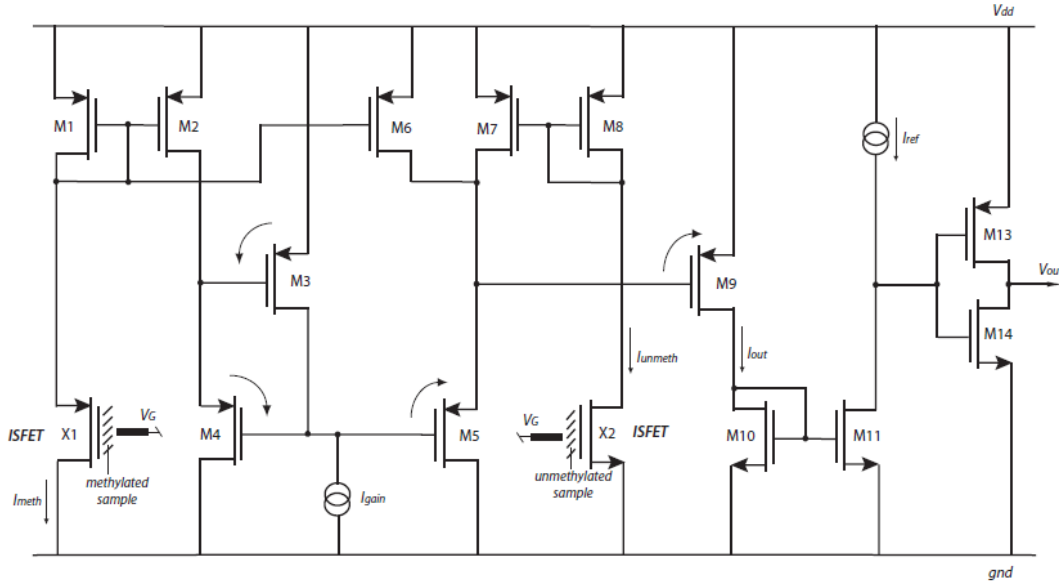 Vdd
M1
M2
M6
M7
M8
Iref
M3
M9
M13
Vou
M14
Iunmeth
Iout
VG
VG
ISFET
X1
M4
M5
X2
ISFET
M10
M11
methylated
sample
unmethylated
sample
Imeth
Igain
gnd